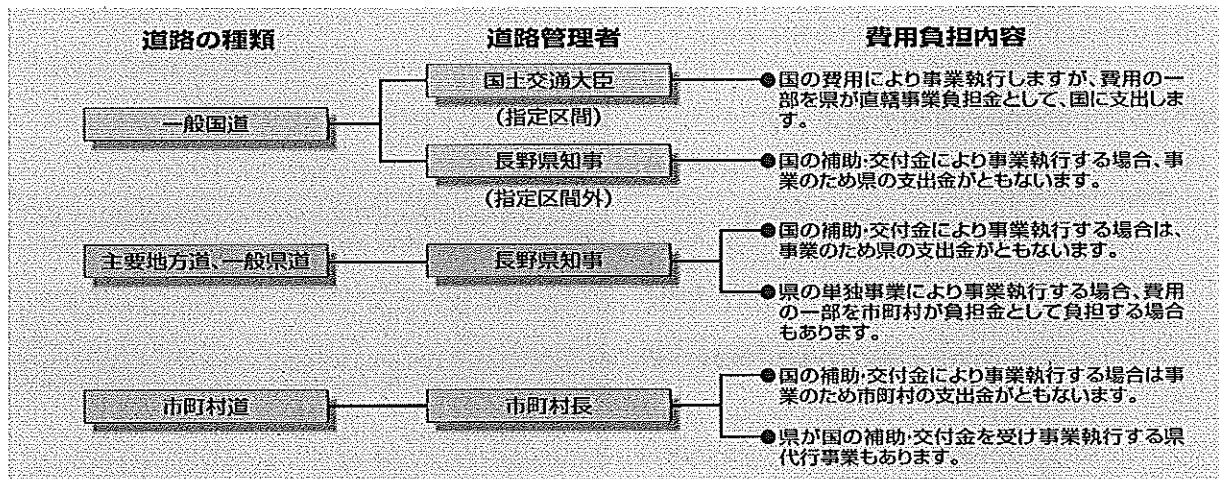 道路の種類
道路管理者
費用負担内容
一般国道
国土交通大臣
(指定区間)
●国の費用により事業執行しますが、費用の一
部を県が直轄事業負担金として、国に支出しま
す。
長野県知事
(指定区間外)
●国の補助・交付金により事業執行する場合、事
業のため県の支出金がともないます。
主要地方道、一般県道
長野県知事
●国の補助・交付金により事業執行する場合は、
事業のため県の支出金がともないます。
●県の単独事業により事業執行する場合、費用
の一部を市町村が負担金として負担する場合
もあります。
市町村道
市町村長
●国の補助・交付金により事業執行する場合は事
業のため市町村の支出金がともないます。
●県が国の補助・交付金を受け事業執行する県
代行事業もあります。